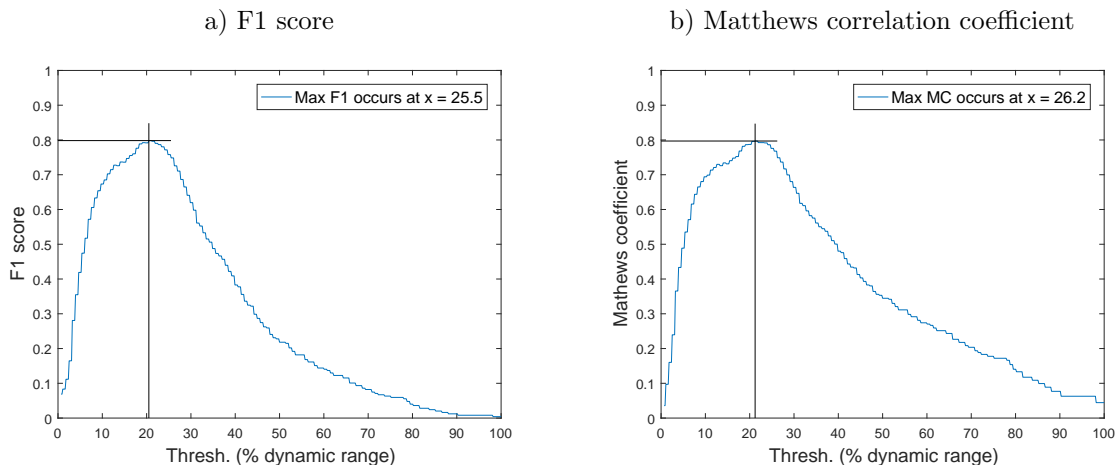 a) F1 score
1
0.9
0.8
0.7
0.6
0.5
0.4
0.3
0.2
0.1
0
F1 score
Max F1 occurs at x = 25.5
0 10 20 30 40 50 60 70 80 90 100
Thresh. (% dynamic range)
b) Matthews correlation coefficient
1
0.9
0.8
0.7
0.6
0.5
0.4
0.3
0.2
0.1
0
Mathews coefficient
Max MC occurs at x = 26.2
0 10 20 30 40 50 60 70 80 90 100
Thresh. (% dynamic range)